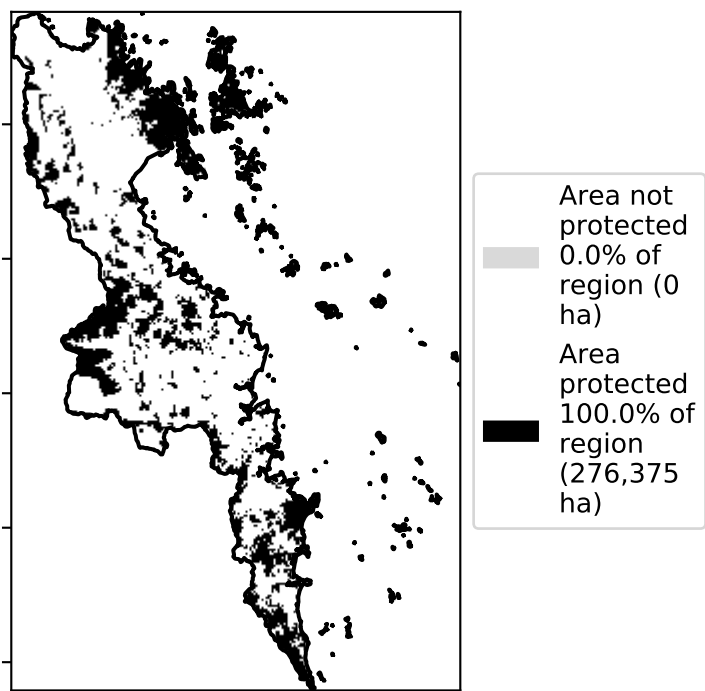 Area not
protected
0.0% of
region (0
ha)
Area
protected
100.0% of
region
(276,375
ha)